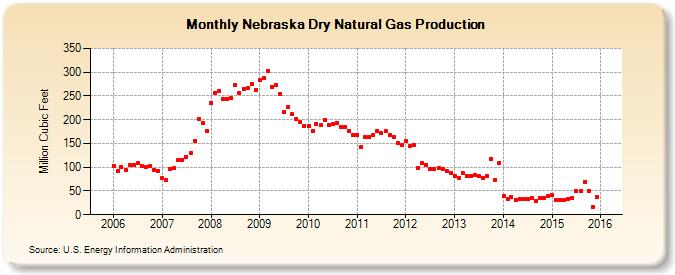 Monthly Nebraska Dry Natural Gas Production
Million Cubic Feet
350
300
250
200
150
100
50
0
2006 2007 2008 2009 2010 2011 2012 2013 2014 2015 2016
Source: U.S. Energy Information Administration